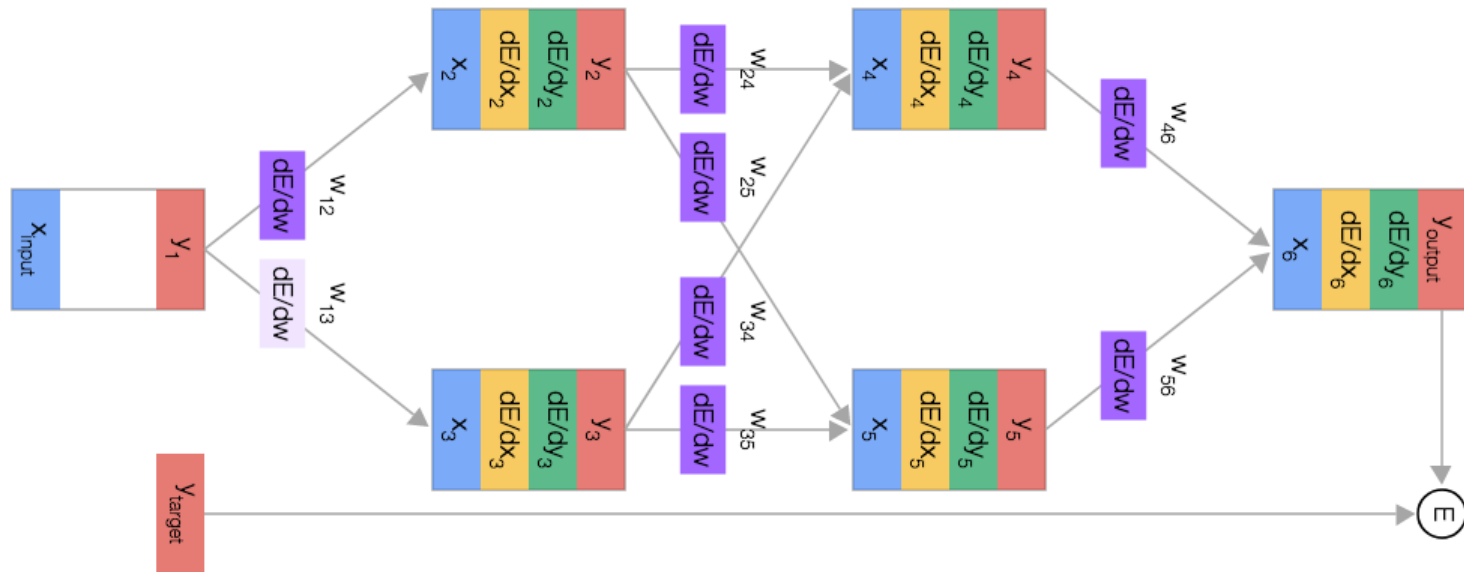 x_input
y_1
dE/dw
w_12
dE/dw
w_13
x_2
dE/dx_2
dE/dy_2
y_2
x_3
dE/dx_3
dE/dy_3
y_3
dE/dw
w_24
dE/dw
w_25
dE/dw
w_34
dE/dw
w_35
x_4
dE/dx_4
dE/dy_4
y_4
x_5
dE/dx_5
dE/dy_5
y_5
dE/dw
w_46
dE/dw
w_56
x_6
dE/dx_6
dE/dy_6
y_output
y_target
E